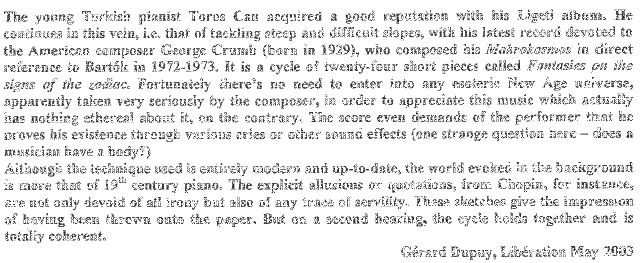 The young Turkish pianist Toros Can acquired a good reputation with his Ligeti album. He
continues in this vein, i.e. that of tackling steep and difficult slopes, with his latest record devoted to
the American composer George Crumb (born in 1929), who composed his Makrokosmos in direct
reference to Bartók in 1972-1973. It is a cycle of twenty-four short pieces called Fantasies on the
signs of the zodiac. Fortunately there's no need to enter into any esoteric New Age universe,
apparently taken very seriously by the composer, in order to appreciate this music which actually
has nothing ethereal about it, on the contrary. The score even demands of the performer that he
proves his existence through various cries or other sound effects (one strange question here – does a
musician have a body?)
Although the technique used is entirely modern and up-to-date, the world evoked in the background
is more that of 19th century piano. The explicit allusions or quotations, from Chopin, for instance,
are not only devoid of all irony but also of any trace of servility. These sketches give the impression
of having been thrown onto the paper. But on a second hearing, the cycle holds together and is
totally coherent.
Gérard Dupuy, Libération May 2003